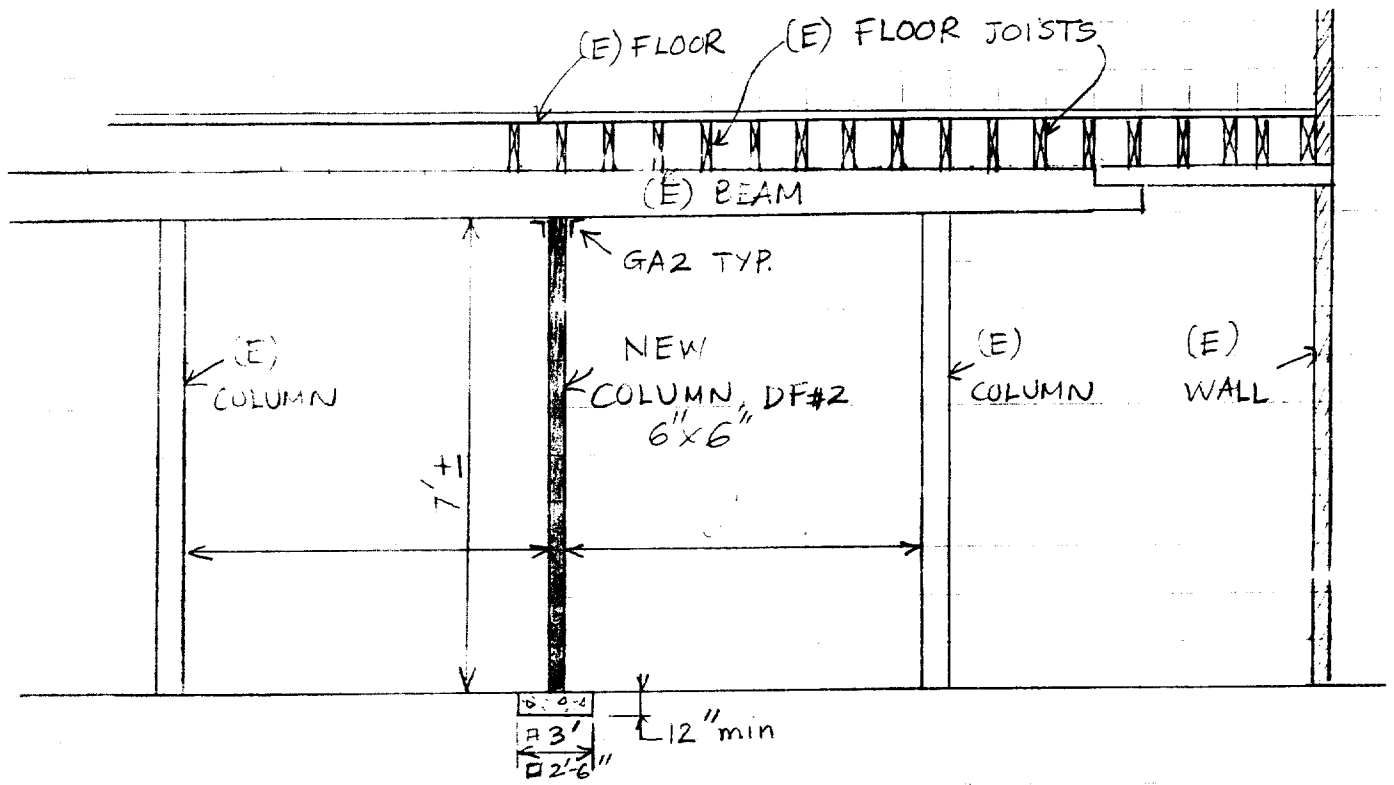 (E) FLOOR
(E) FLOOR JOISTS
(E) BEAM
GA2 TYP.
(E)
COLUMN
NEW
COLUMN, DF#2
6"x6"
(E)
COLUMN
(E)
WALL
7'±1
12" min
3'
2'-6"